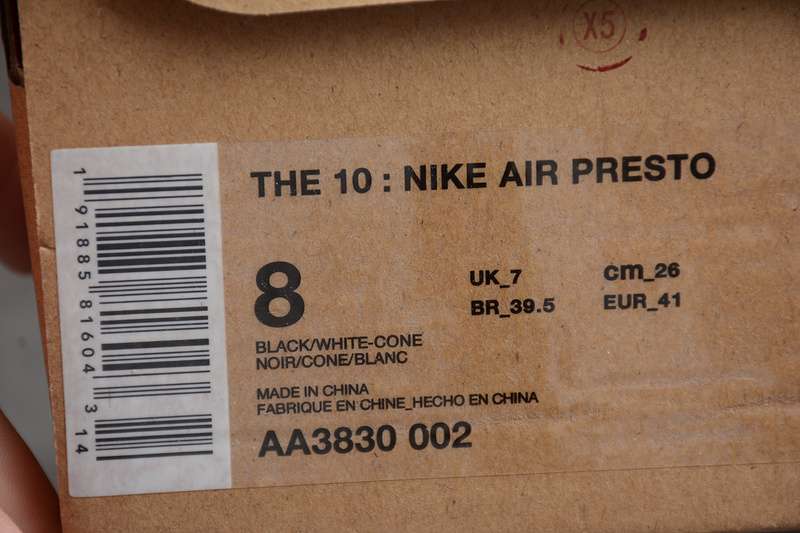 X5
THE 10 : NIKE AIR PRESTO
8
UK_7 cm_26
BR_39.5 EUR_41
BLACK/WHITE-CONE
NOIR/CONE/BLANC
MADE IN CHINA
FABRIQUE EN CHINE_HECHO EN CHINA
AA3830 002
1 91885 81604 3 14